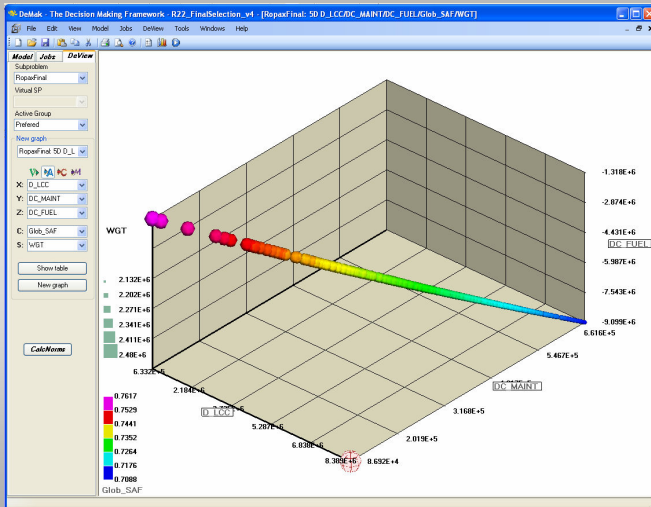 DeMak - The Decision Making Framework - R22_FinalSelection_v4 - [RopaxFinal: 5D D_LCC/DC_MAINT/DC_FUEL/Glob_SAF/WGT]
File Edit View Model Jobs DeView Tools Windows Help
Model Jobs DeView
Subproblem
RopaxFinal
Virtual SP
Active Group
Prefered
New graph
RopaxFinal: 5D D_L
X: D_LCC
Y: DC_MAINT
Z: DC_FUEL
C: Glob_SAF
S: WGT
Show table
New graph
CalcNorms
WGT
2.132E+6
2.202E+6
2.271E+6
2.341E+6
2.411E+6
2.48E+6
0.7617
0.7529
0.7441
0.7352
0.7264
0.7176
0.7088
Glob_SAF
2.184E+6
D_LCC
5.287E+6
6.838E+6
8.389E+6
8.692E+4
2.019E+5
3.168E+5
DC_MAINT
5.467E+5
6.616E+5
-1.318E+6
-2.874E+6
-4.431E+6
DC_FUEL
-5.987E+6
-7.543E+6
-9.099E+6